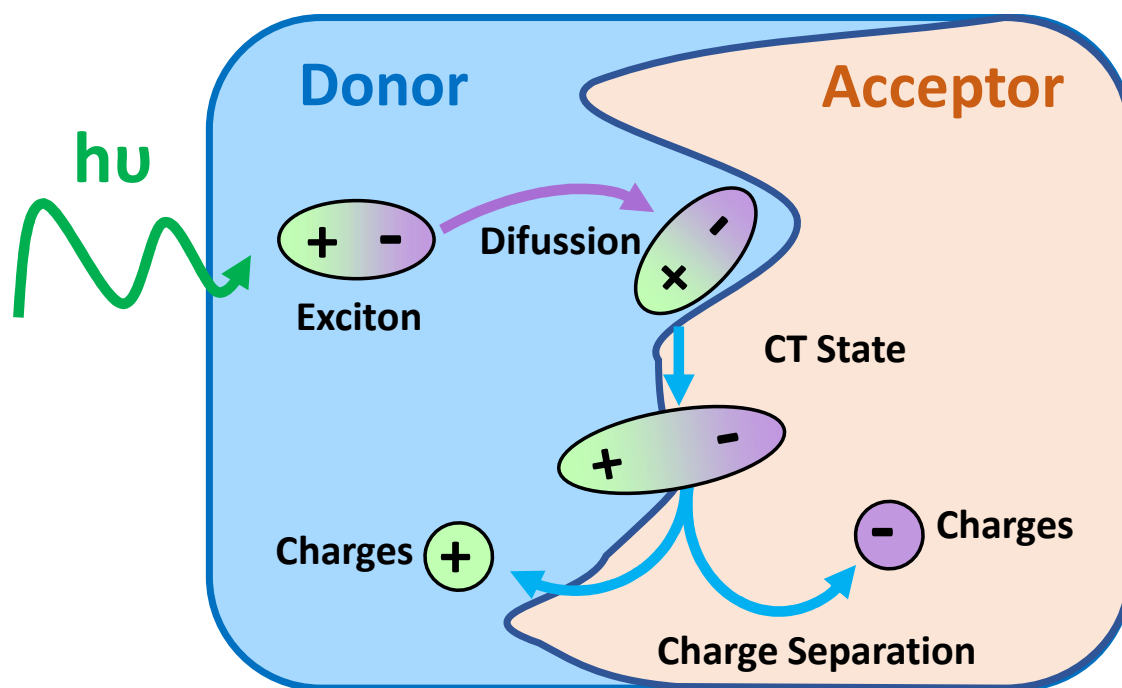 Donor
Acceptor
hυ
+ -
Difussion
-
+
Exciton
CT State
+ -
Charges +
- Charges
Charge Separation